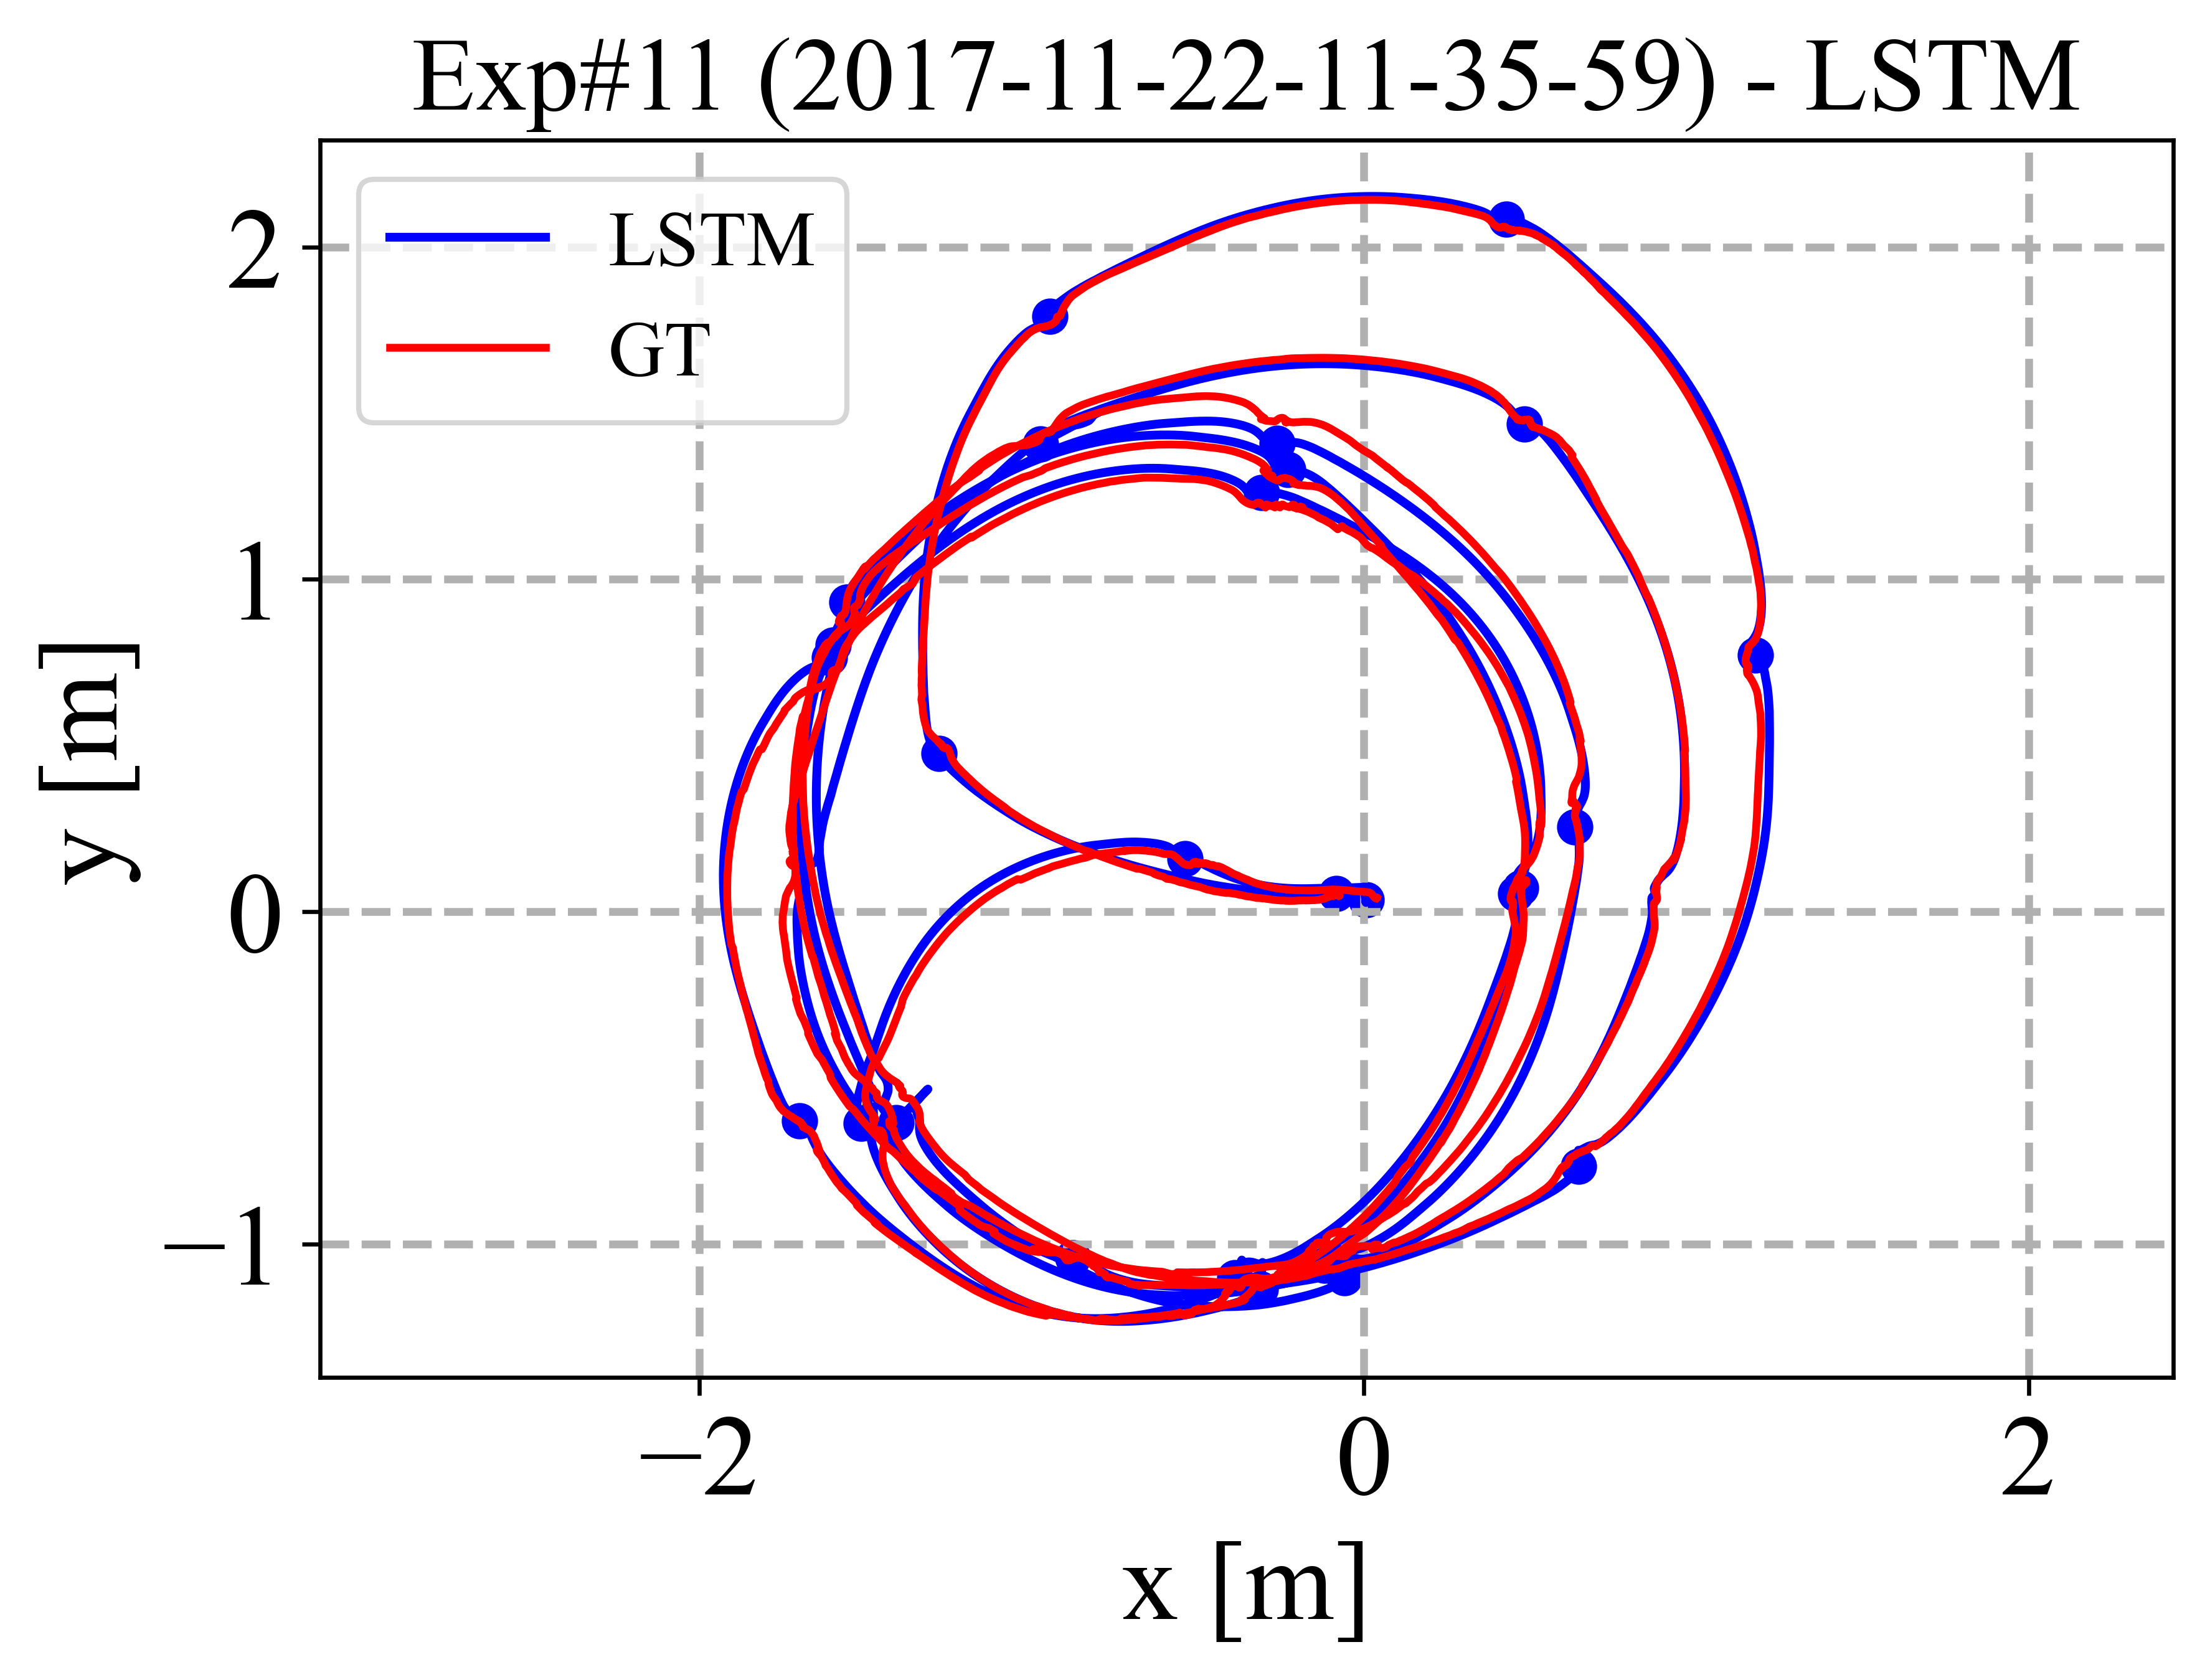 Exp#11 (2017-11-22-11-35-59) - LSTM
LSTM
GT
y [m]
2
1
0
−1
−2
0
2
x [m]